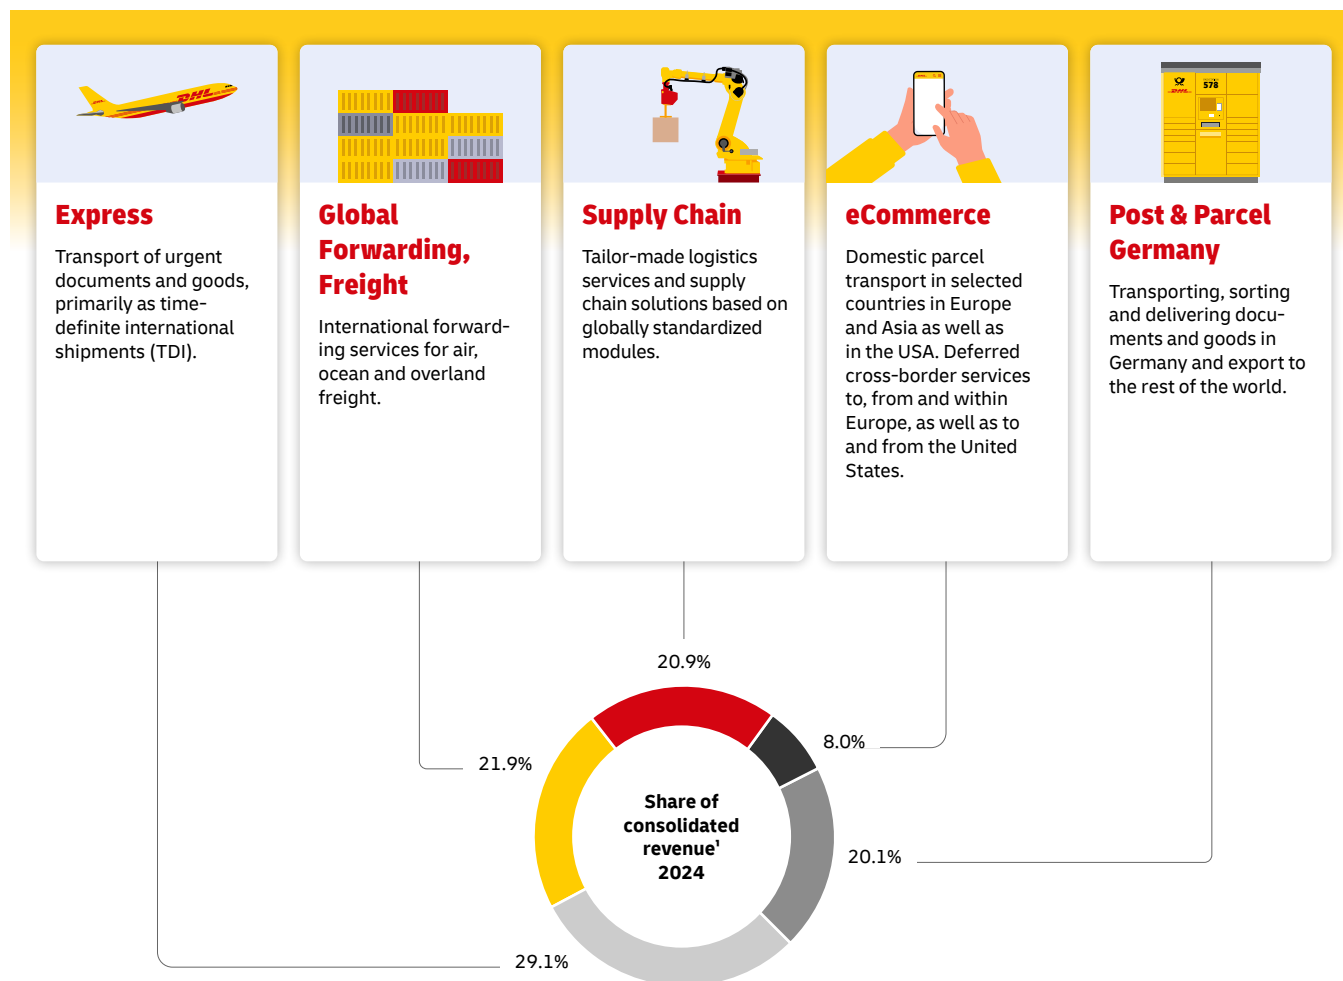 DHL
578
DHL
Express
Transport of urgent
documents and goods,
primarily as time-
definite international
shipments (TDI).
Global
Forwarding,
Freight
International forward-
ing services for air,
ocean and overland
freight.
Supply Chain
Tailor-made logistics
services and supply
chain solutions based on
globally standardized
modules.
eCommerce
Domestic parcel
transport in selected
countries in Europe
and Asia as well as
in the USA. Deferred
cross-border services
to, from and within
Europe, as well as to
and from the United
States.
Post & Parcel
Germany
Transporting, sorting
and delivering docu-
ments and goods in
Germany and export to
the rest of the world.
20.9%
8.0%
21.9%
Share of
consolidated
revenue¹
2024
20.1%
29.1%